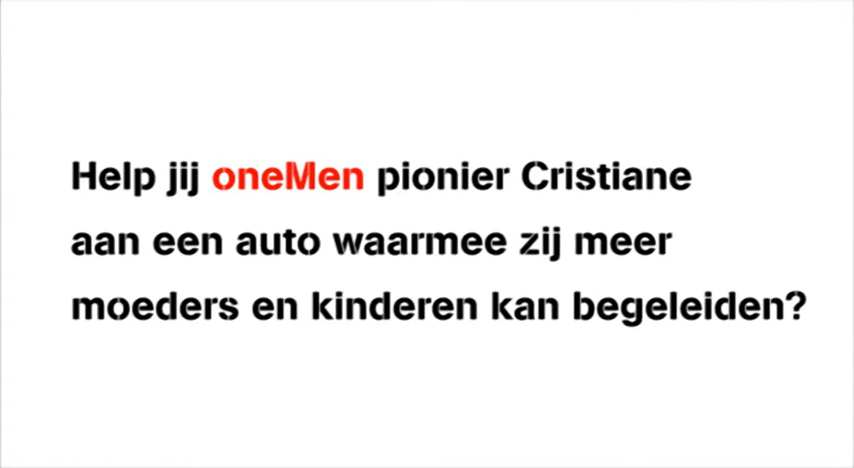 Help jij oneMen pionier Cristiane
aan een auto waarmee zij meer
moeders en kinderen kan begeleiden?